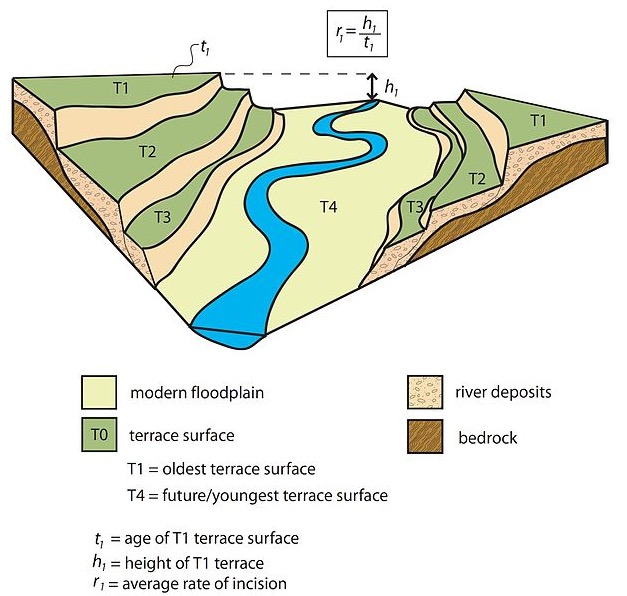 r₁ = h₁/t₁
t₁
h₁
T1
T1
T2
T2
T3
T4
T3
modern floodplain
river deposits
T0 terrace surface
bedrock
T1 = oldest terrace surface
T4 = future/youngest terrace surface
t₁ = age of T1 terrace surface
h₁ = height of T1 terrace
r₁ = average rate of incision